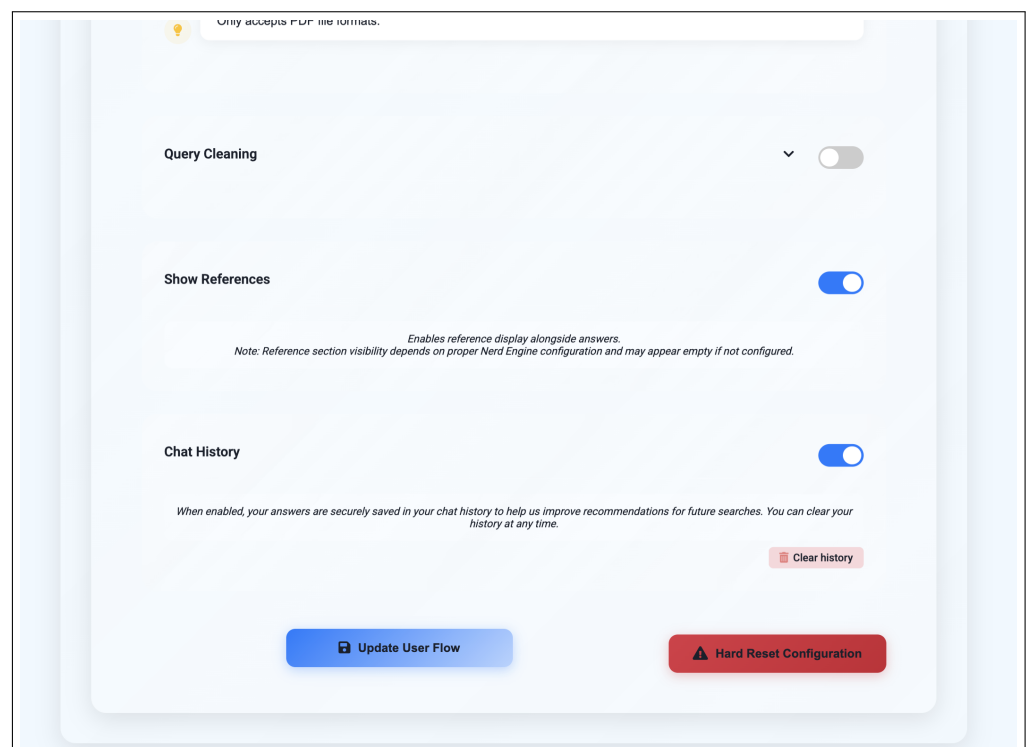 Only accepts PDF file formats.
Query Cleaning
Show References
Enables reference display alongside answers.
Note: Reference section visibility depends on proper Nerd Engine configuration and may appear empty if not configured.
Chat History
When enabled, your answers are securely saved in your chat history to help us improve recommendations for future searches. You can clear your
history at any time.
Clear history
Update User Flow
Hard Reset Configuration